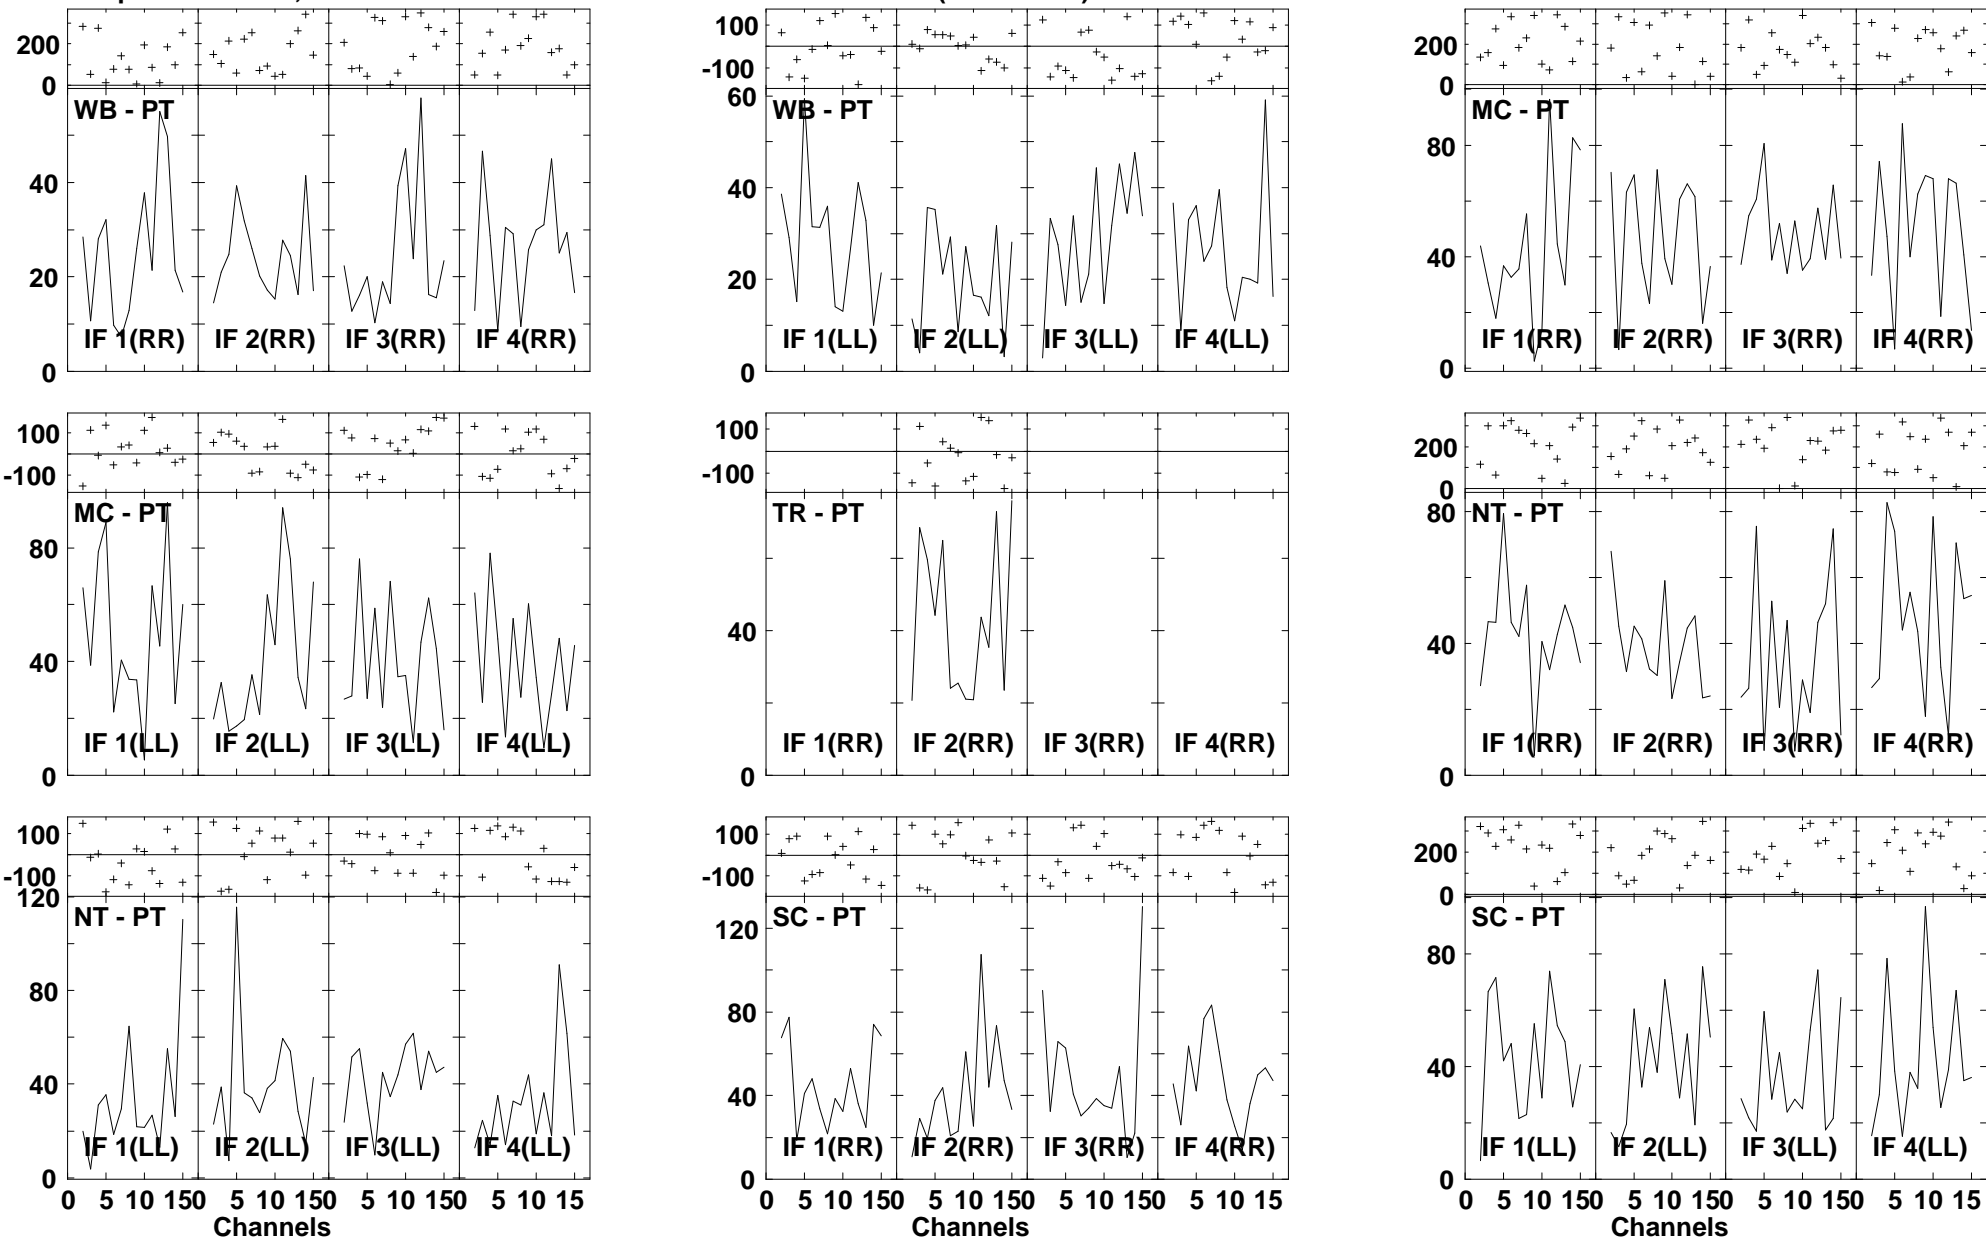 200 100 200
0 -100 0
WB - PT 60 WB - PT MC - PT
80
40 40
40
20 20
IF 1(RR) IF 2(RR) IF 3(RR) IF 4(RR) IF 1(LL) IF 2(LL) IF 3(LL) IF 4(LL) IF 1(RR) IF 2(RR) IF 3(RR) IF 4(RR)
0 0 0
100 100 200
-100 -100 0
MC - PT TR - PT 80 NT - PT
80
40 40 40
IF 1(LL) IF 2(LL) IF 3(LL) IF 4(LL) IF 1(RR) IF 2(RR) IF 3(RR) IF 4(RR) IF 1(RR) IF 2(RR) IF 3(RR) IF 4(RR)
0 0 0
100 100 200
-100 -100 0
120 NT - PT SC - PT SC - PT
120
80 80 80
40 40 40
IF 1(LL) IF 2(LL) IF 3(LL) IF 4(LL) IF 1(RR) IF 2(RR) IF 3(RR) IF 4(RR) IF 1(LL) IF 2(LL) IF 3(LL) IF 4(LL)
0 0 0
0 5 10 150 5 10 150 5 10 150 5 10 15 0 5 10 150 5 10 150 5 10 150 5 10 15 0 5 10 150 5 10 150 5 10 150 5 10 15
Channels Channels Channels